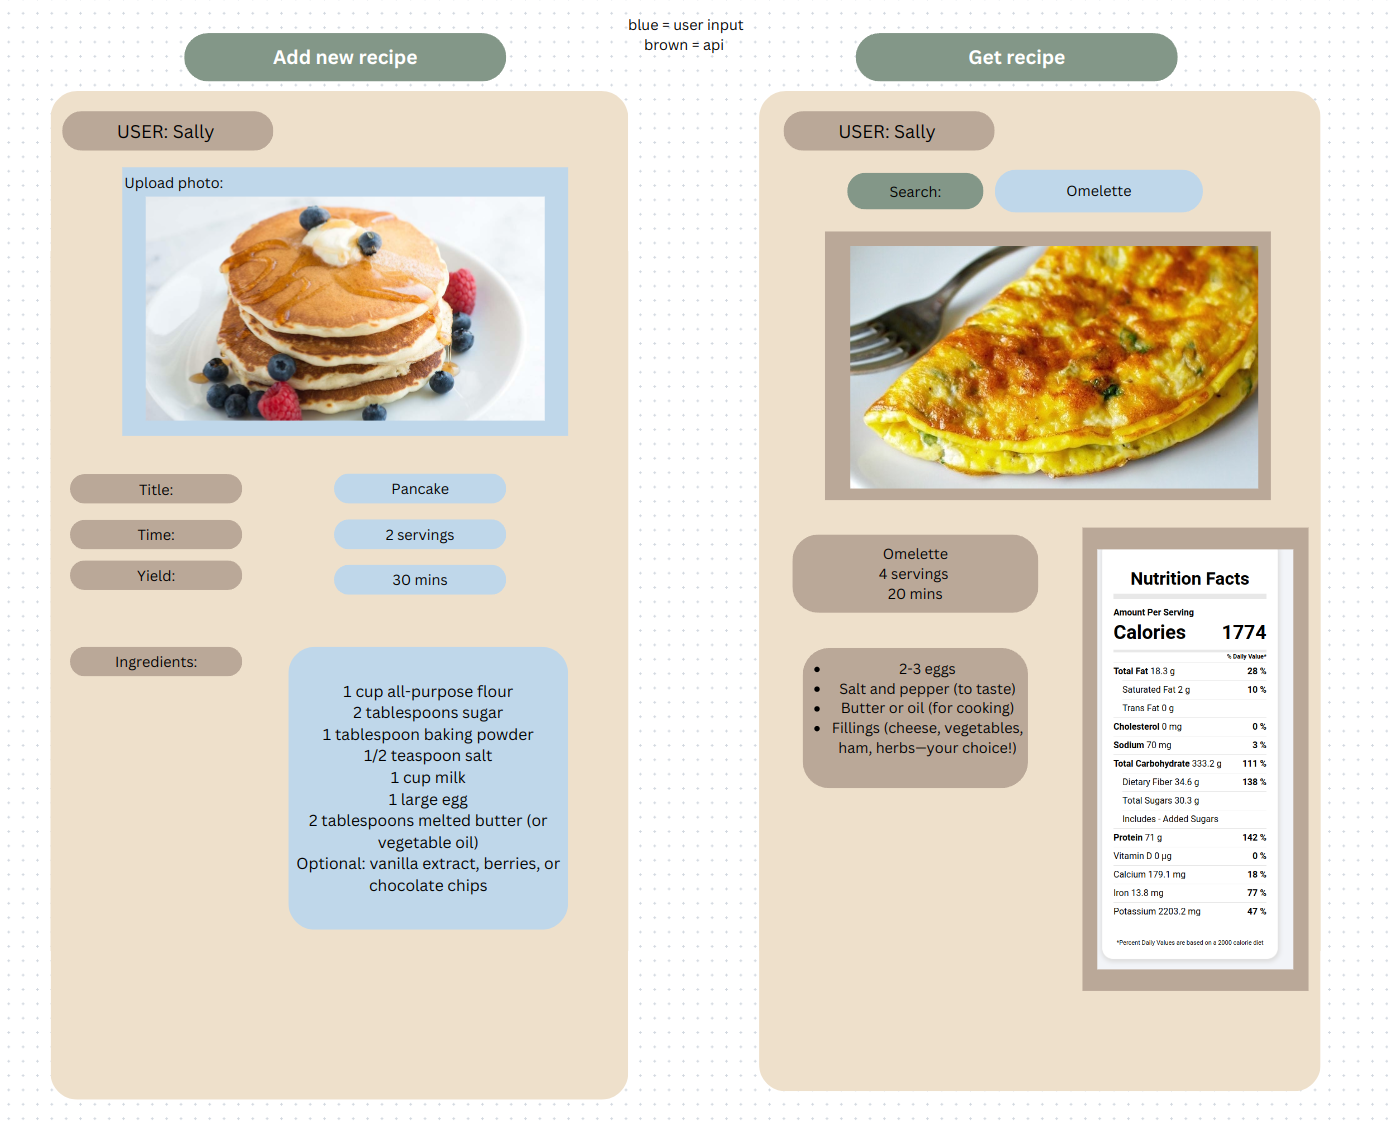 blue = user input
brown = api
Add new recipe
USER: Sally
Upload photo:
Title:
Pancake
Time:
2 servings
Yield:
30 mins
Ingredients:
1 cup all-purpose flour
2 tablespoons sugar
1 tablespoon baking powder
1/2 teaspoon salt
1 cup milk
1 large egg
2 tablespoons melted butter (or
vegetable oil)
Optional: vanilla extract, berries, or
chocolate chips
Get recipe
USER: Sally
Search:
Omelette
Omelette
4 servings
20 mins
• 2-3 eggs
• Salt and pepper (to taste)
• Butter or oil (for cooking)
• Fillings (cheese, vegetables,
ham, herbs—your choice!)
Nutrition Facts
Amount Per Serving
Calories 1774
% Daily Value*
Total Fat 18.3 g 28 %
Saturated Fat 2 g 10 %
Trans Fat 0 g
Cholesterol 0 mg 0 %
Sodium 70 mg 3 %
Total Carbohydrate 333.2 g 111 %
Dietary Fiber 34.6 g 138 %
Total Sugars 30.3 g
Includes - Added Sugars
Protein 71 g 142 %
Vitamin D 0 µg 0 %
Calcium 179.1 mg 18 %
Iron 13.8 mg 77 %
Potassium 2203.2 mg 47 %
*Percent Daily Values are based on a 2000 calorie diet